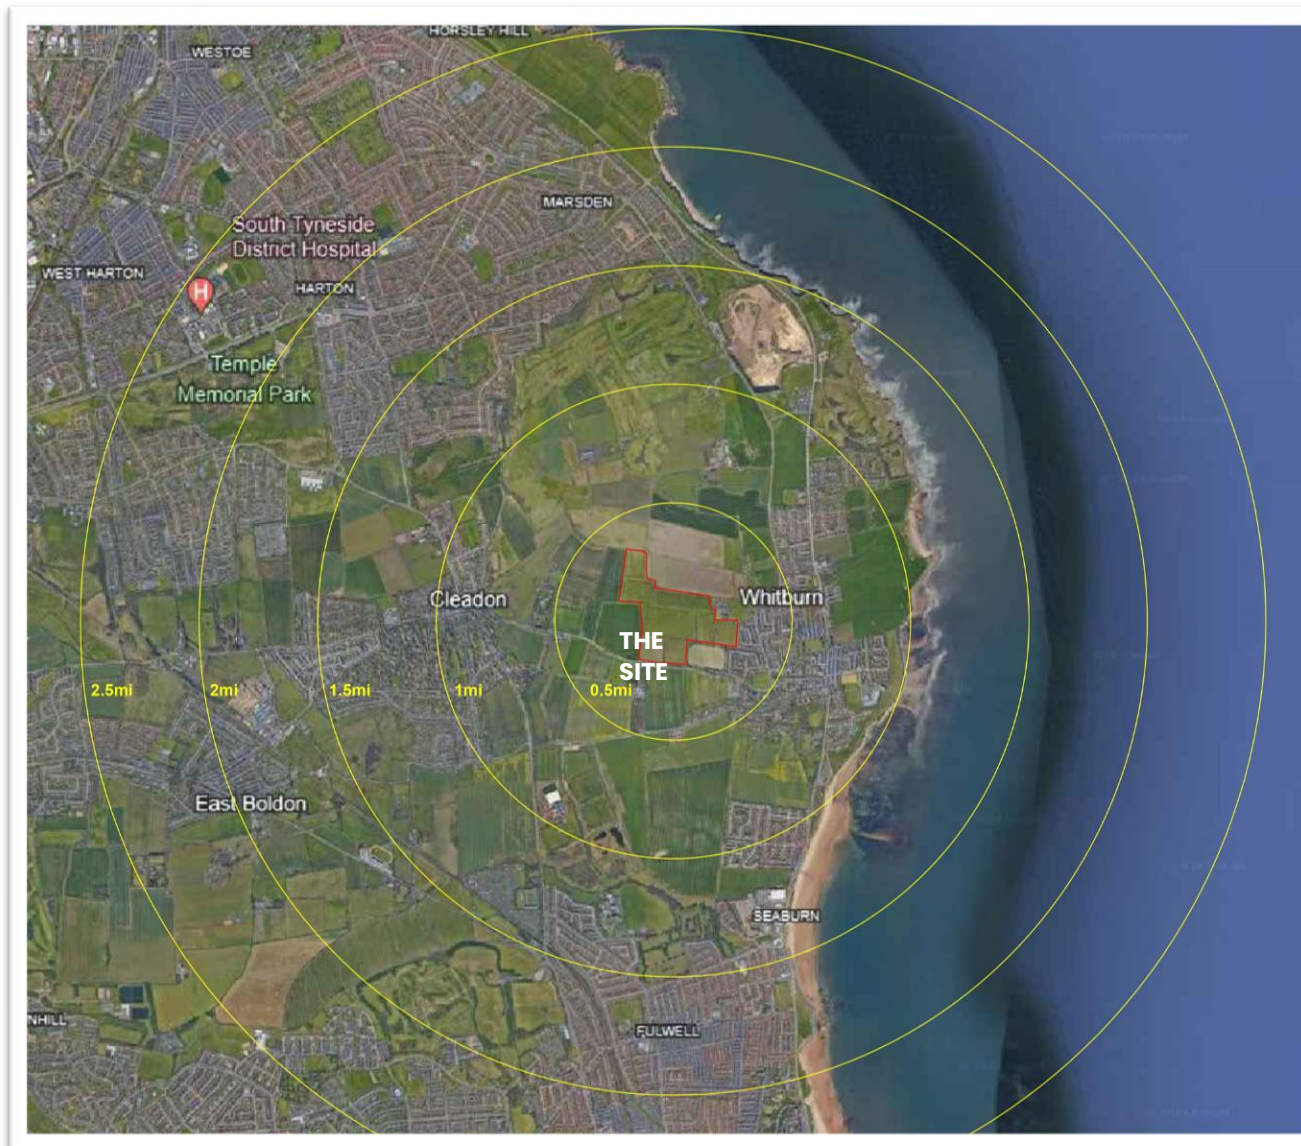 HORSLEY HILL
WESTOE
MARSDEN
South Tyneside
District Hospital
WEST HARTON
H
HARTON
Temple
Memorial Park
Cleadon
Whitburn
THE
SITE
2.5mi
2mi
1.5mi
1mi
0.5mi
East Boldon
SEABURN
NHILL
FULWELL